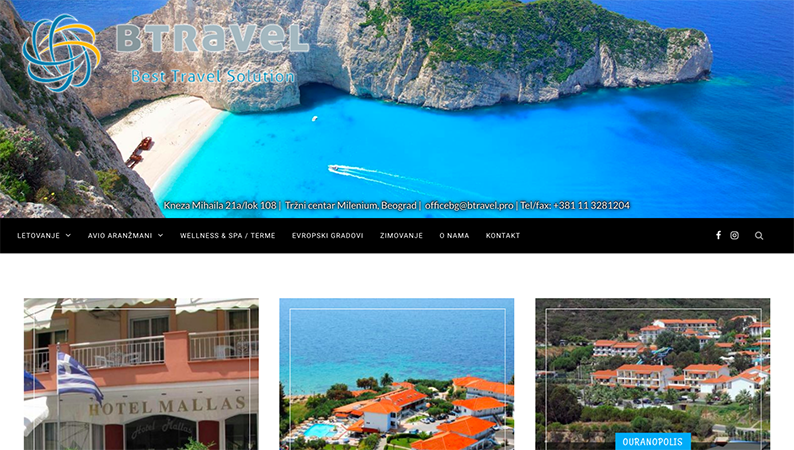 BTRavel
Best Travel Solution
Kneza Mihaila 21a/lok 108 | Tržni centar Milenium, Beograd | officebg@btravel.pro | Tel/fax: +381 11 3281204
LETOVANJE AVIO ARANŽMANI WELLNESS & SPA / TERME EVROPSKI GRADOVI ZIMOVANJE O NAMA KONTAKT
HOTEL MALLAS
Hotel Mallas
OURANOPOLIS